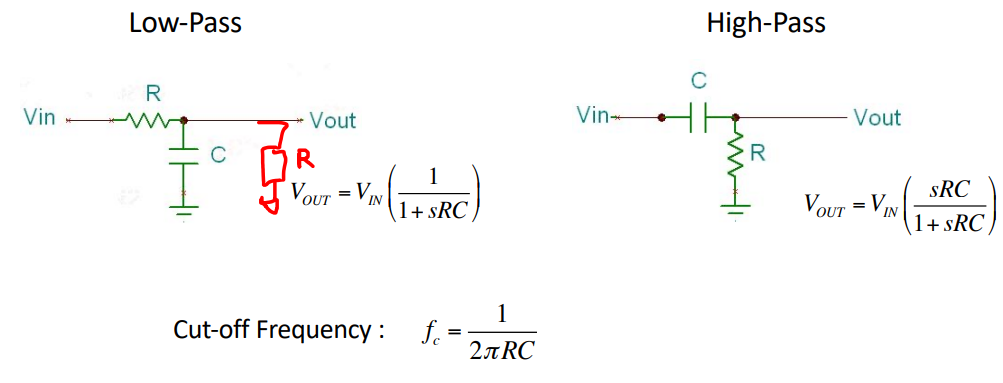 Low-Pass
High-Pass
R
Vin
Vout
C
R
V_{OUT} = V_{IN} \left( \frac{1}{1 + sRC} \right)
C
Vin
Vout
R
V_{OUT} = V_{IN} \left( \frac{sRC}{1 + sRC} \right)
Cut-off Frequency : f_c = \frac{1}{2\pi RC}